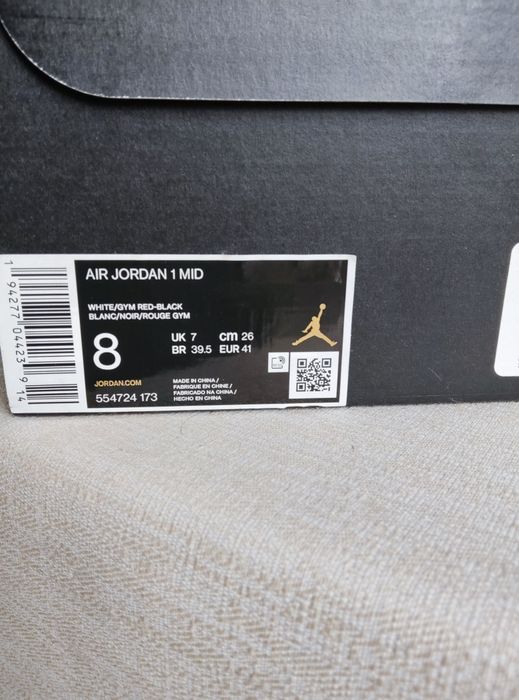 AIR JORDAN 1 MID
WHITE/GYM RED-BLACK
BLANC/NOIR/ROUGE GYM
8
UK 7 cm 26
BR 39.5 EUR 41
JORDAN.COM
554724 173
MADE IN CHINA /
FABRIQUE EN CHINE /
FABRICADO NA CHINA /
HECHO EN CHINA
1 94277 04423 9 14